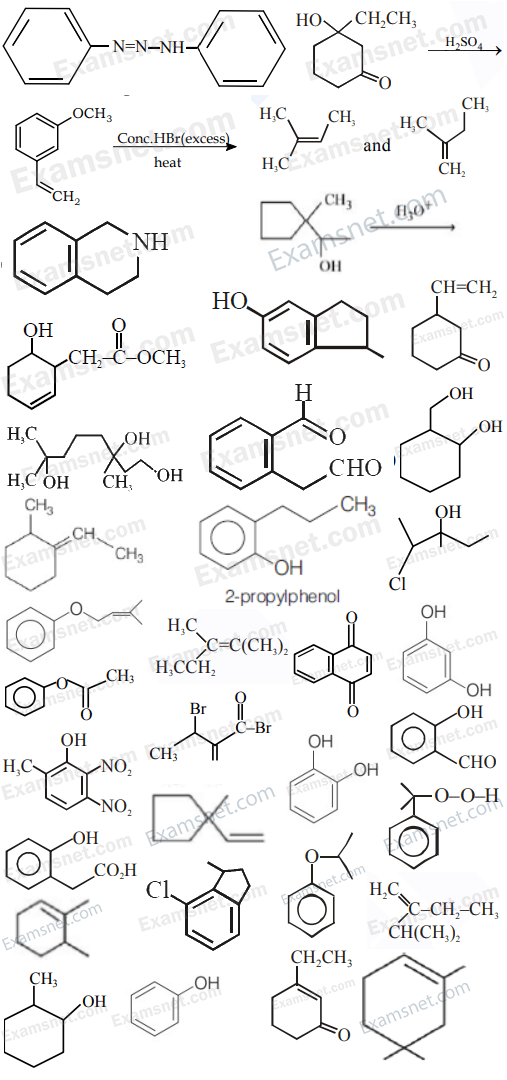 N=N-NH
HO CH₂CH₃
O
H₂SO₄
OCH₃
CH=CH₂
Conc.HBr(excess)
heat
H₃C CH₃
H₃C
and
CH₃
H₃C
CH₂
NH
CH₃
OH
H₃O⁺
OH O
CH₂-C-OCH₃
HO
CH=CH₂
O
H₃C
H₃C OH
OH
CH₃ OH
H
O
CHO
OH
OH
CH₃
CH
CH₃
CH₃
OH
2-propylphenol
OH
Cl
O
H₃C
C=C(CH₃)₂
H₃CCH₂
O
O
OH
OH
O CH₃
O
Br O
C-Br
CH₃
OH
CHO
OH
H₃C NO₂
NO₂
OH
OH
O-O-H
OH
CO₂H
Cl
O
H₂C
C-CH₂-CH₃
CH(CH₃)₂
CH₃
OH
OH
CH₂CH₃
O
Examsnet.com